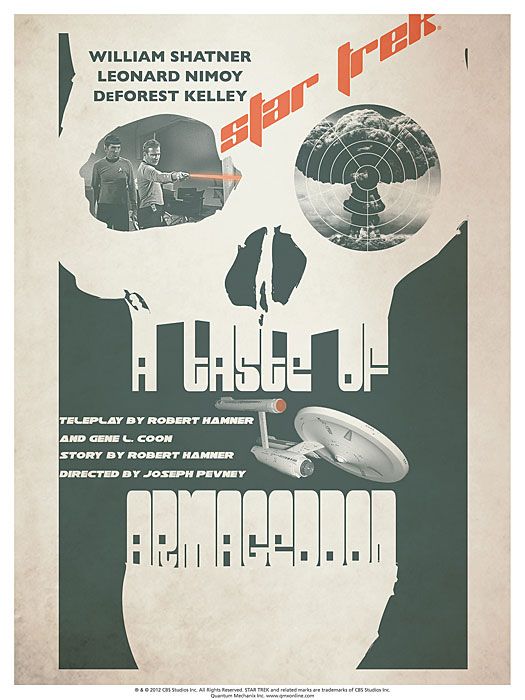 WILLIAM SHATNER
LEONARD NIMOY
DEFOREST KELLEY
STAR TREK®
A TASTE OF
TELEPLAY BY ROBERT HAMNER
AND GENE L. COON
STORY BY ROBERT HAMNER
DIRECTED BY JOSEPH PEVNEY
ARMAGEDDON
® & © 2012 CBS Studios Inc. All Rights Reserved. STAR TREK and related marks are trademarks of CBS Studios Inc.
Quantum Mechanix Inc. www.qmxonline.com